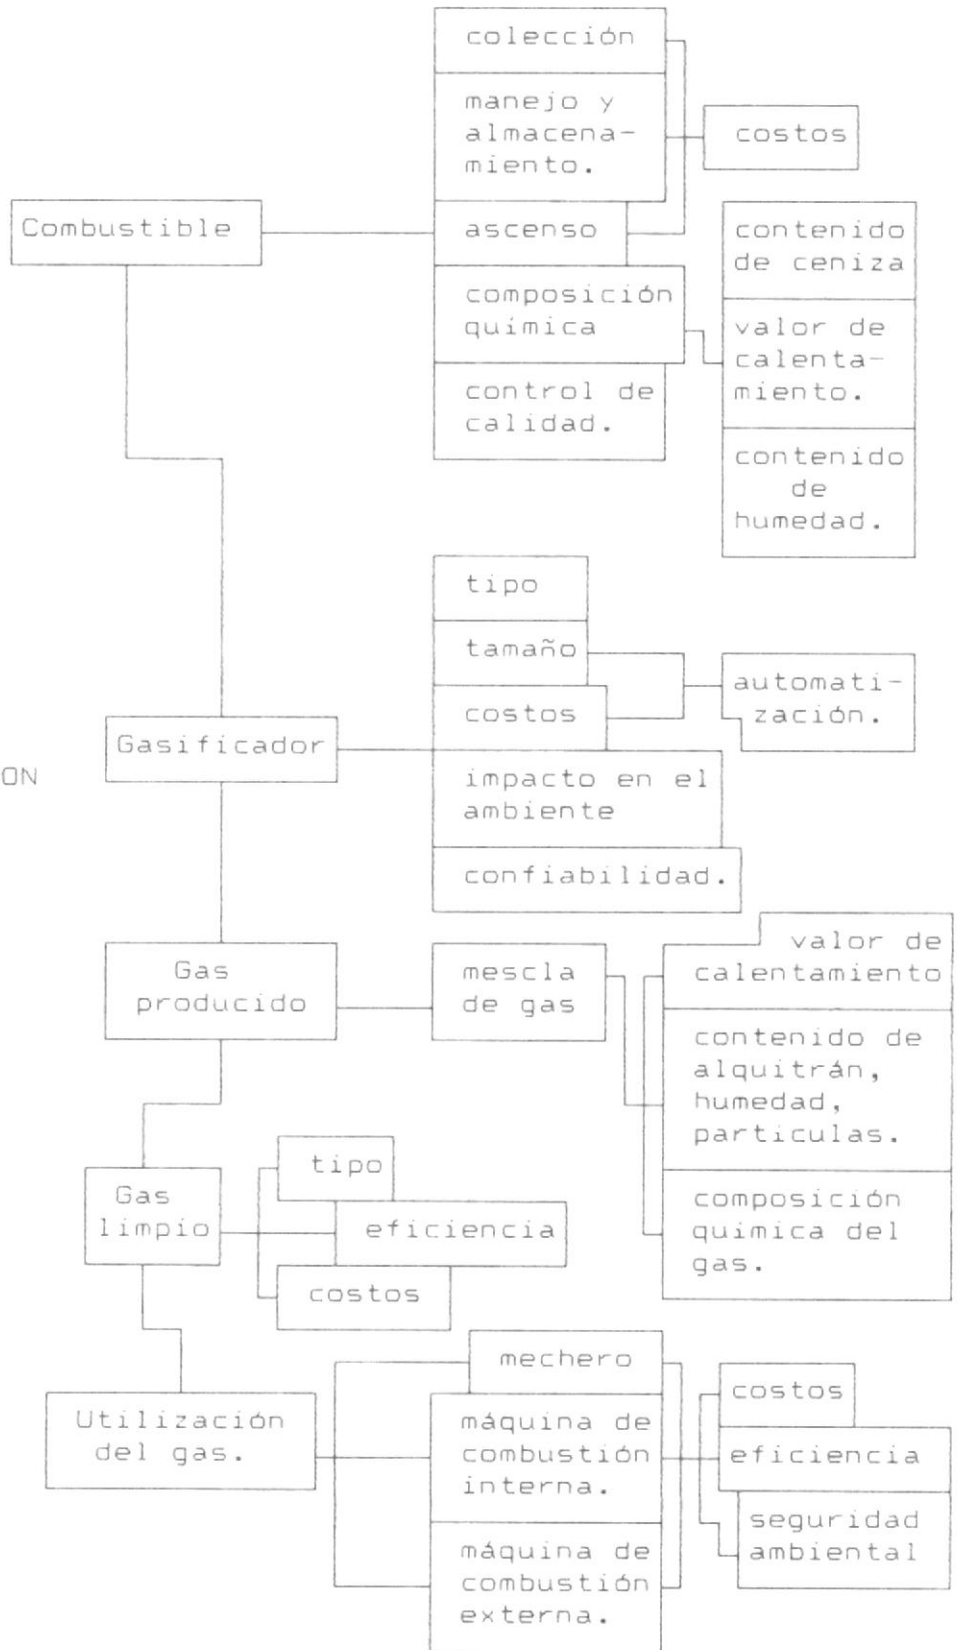 colección
manejo y
almacena-
miento.
costos
Combustible
ascenso
composición
química
control de
calidad.
contenido
de ceniza
valor de
calenta-
miento.
contenido
de
humedad.
tipo
tamaño
costos
automati-
zación.
Gasificador
ON
impacto en el
ambiente
confiabilidad.
Gas
producido
mescla
de gas
valor de
calentamiento
contenido de
alquitrán,
humedad,
particulas.
composición
quimica del
gas.
Gas
limpio
tipo
eficiencia
costos
Utilización
del gas.
mechero
máquina de
combustión
interna.
máquina de
combustión
externa.
costos
eficiencia
seguridad
ambiental